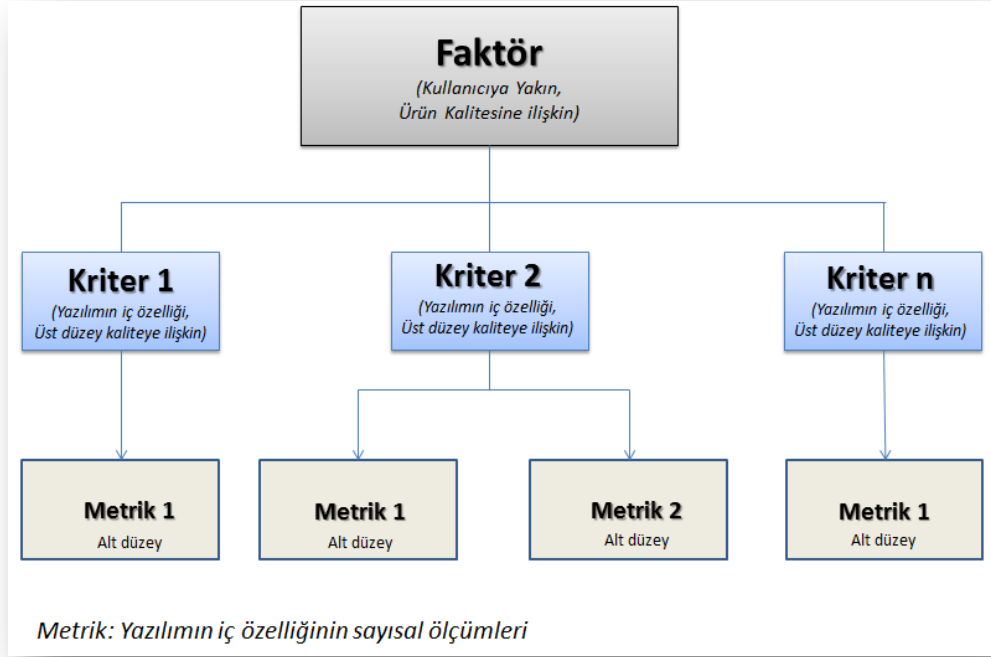 Faktör
(Kullanıcıya Yakın,
Ürün Kalitesine ilişkin)
Kriter 1
(Yazılımın iç özelliği,
Üst düzey kaliteye ilişkin)
Kriter 2
(Yazılımın iç özelliği,
Üst düzey kaliteye ilişkin)
Kriter n
(Yazılımın iç özelliği,
Üst düzey kaliteye ilişkin)
Metrik 1
Alt düzey
Metrik 1
Alt düzey
Metrik 2
Alt düzey
Metrik 1
Alt düzey
Metrik: Yazılımın iç özelliğinin sayısal ölçümleri